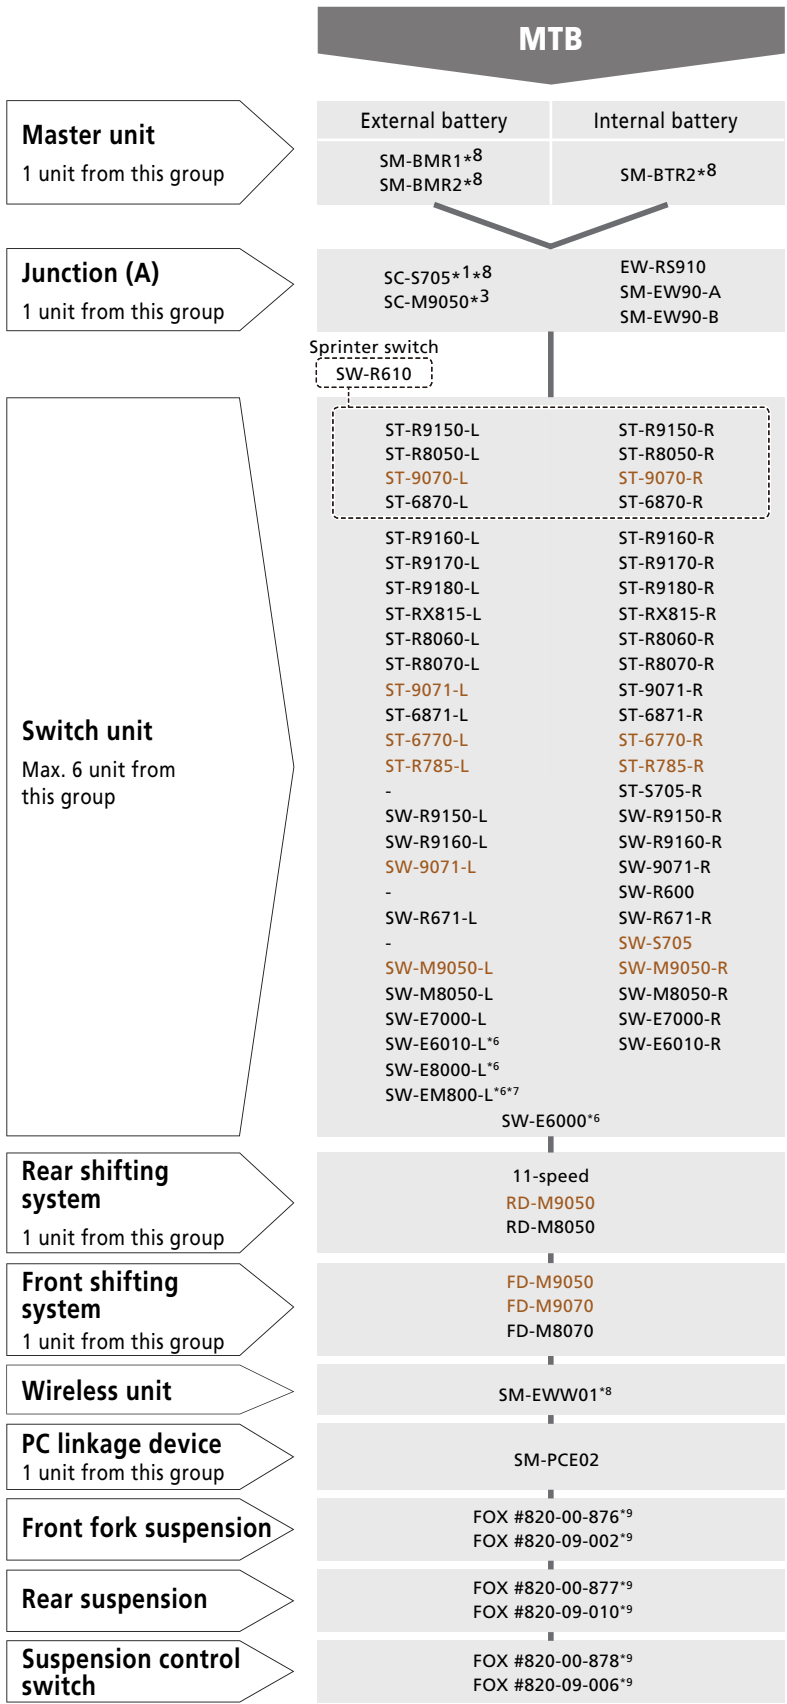 MTB
Master unit
1 unit from this group
External battery
Internal battery
SM-BMR1*8
SM-BMR2*8
SM-BTR2*8
Junction (A)
1 unit from this group
SC-S705*1*8
SC-M9050*3
EW-RS910
SM-EW90-A
SM-EW90-B
Sprinter switch
SW-R610
Switch unit
Max. 6 unit from
this group
ST-R9150-L ST-R9150-R
ST-R8050-L ST-R8050-R
ST-9070-L ST-9070-R
ST-6870-L ST-6870-R
ST-R9160-L ST-R9160-R
ST-R9170-L ST-R9170-R
ST-R9180-L ST-R9180-R
ST-RX815-L ST-RX815-R
ST-R8060-L ST-R8060-R
ST-R8070-L ST-R8070-R
ST-9071-L ST-9071-R
ST-6871-L ST-6871-R
ST-6770-L ST-6770-R
ST-R785-L ST-R785-R
- ST-S705-R
SW-R9150-L SW-R9150-R
SW-R9160-L SW-R9160-R
SW-9071-L SW-9071-R
- SW-R600
SW-R671-L SW-R671-R
- SW-S705
SW-M9050-L SW-M9050-R
SW-M8050-L SW-M8050-R
SW-E7000-L SW-E7000-R
SW-E6010-L*6 SW-E6010-R
SW-E8000-L*6
SW-EM800-L*6*7
SW-E6000*6
Rear shifting
system
1 unit from this group
11-speed
RD-M9050
RD-M8050
Front shifting
system
1 unit from this group
FD-M9050
FD-M9070
FD-M8070
Wireless unit
SM-EWW01*8
PC linkage device
1 unit from this group
SM-PCE02
Front fork suspension
FOX #820-00-876*9
FOX #820-09-002*9
Rear suspension
FOX #820-00-877*9
FOX #820-09-010*9
Suspension control
switch
FOX #820-00-878*9
FOX #820-09-006*9